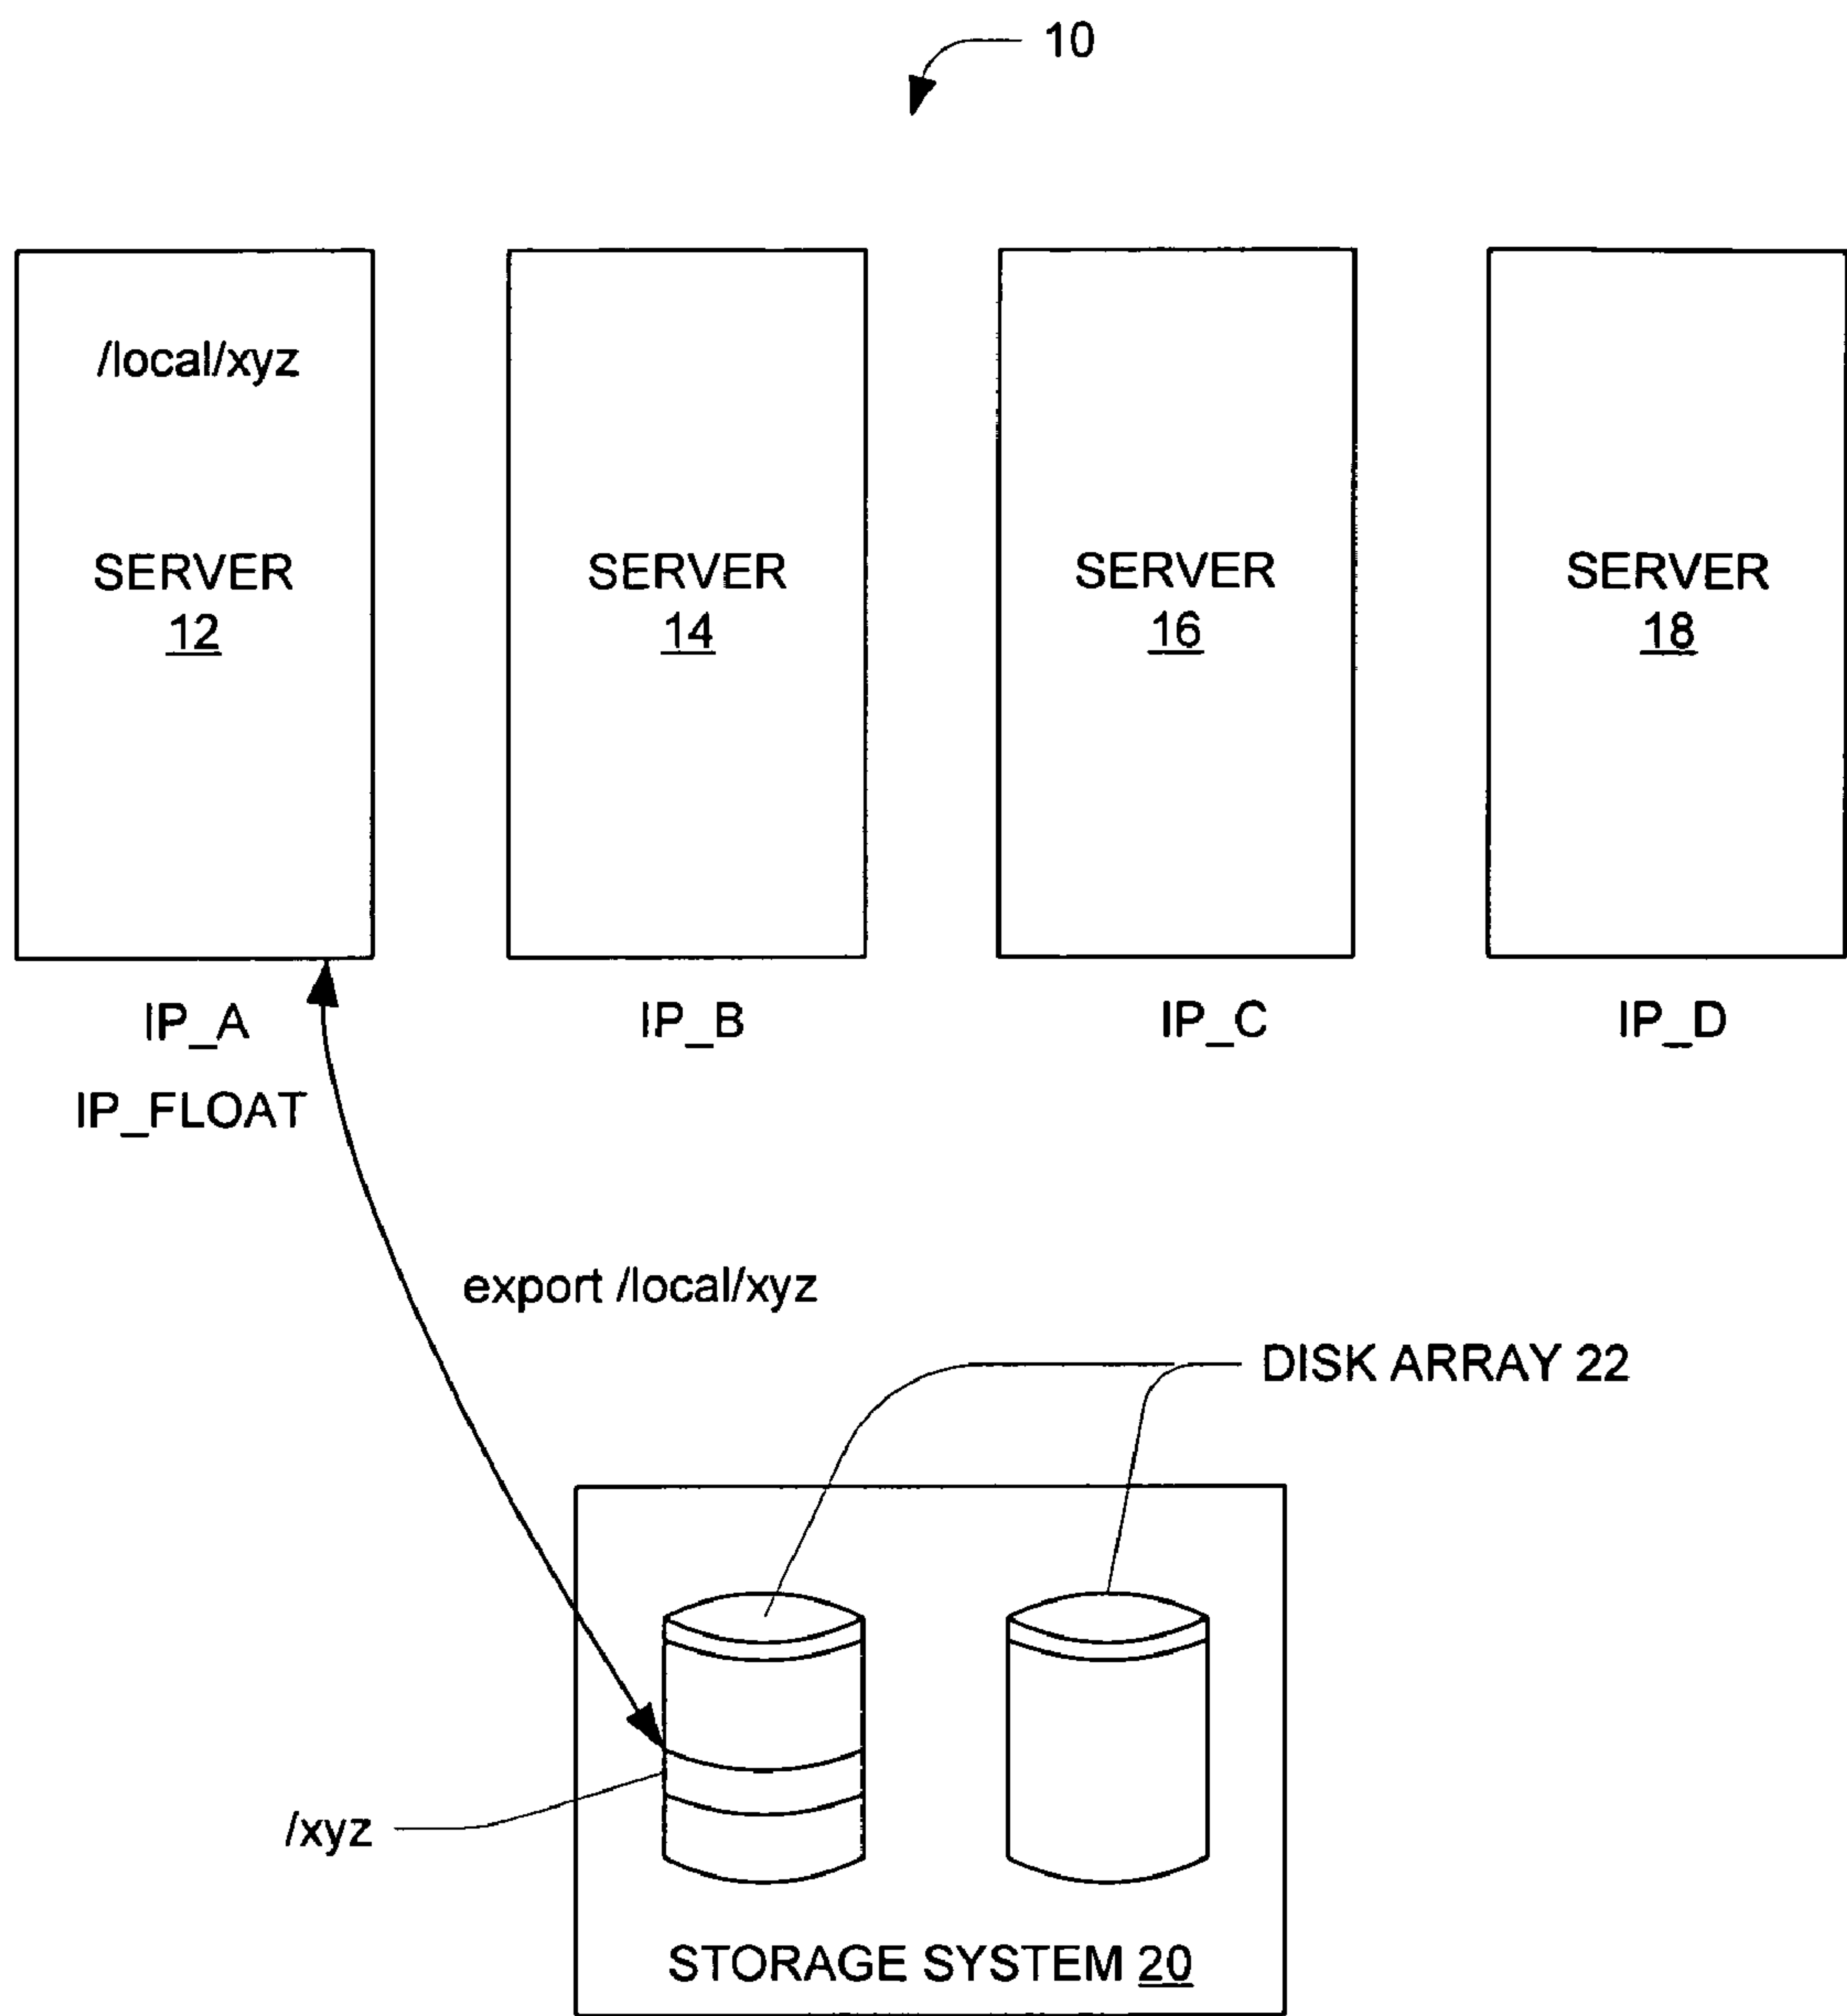 10
/local/xyz
SERVER
12
SERVER
14
SERVER
16
SERVER
18
IP_A
IP_B
IP_C
IP_D
IP_FLOAT
export /local/xyz
DISK ARRAY 22
/xyz
STORAGE SYSTEM 20